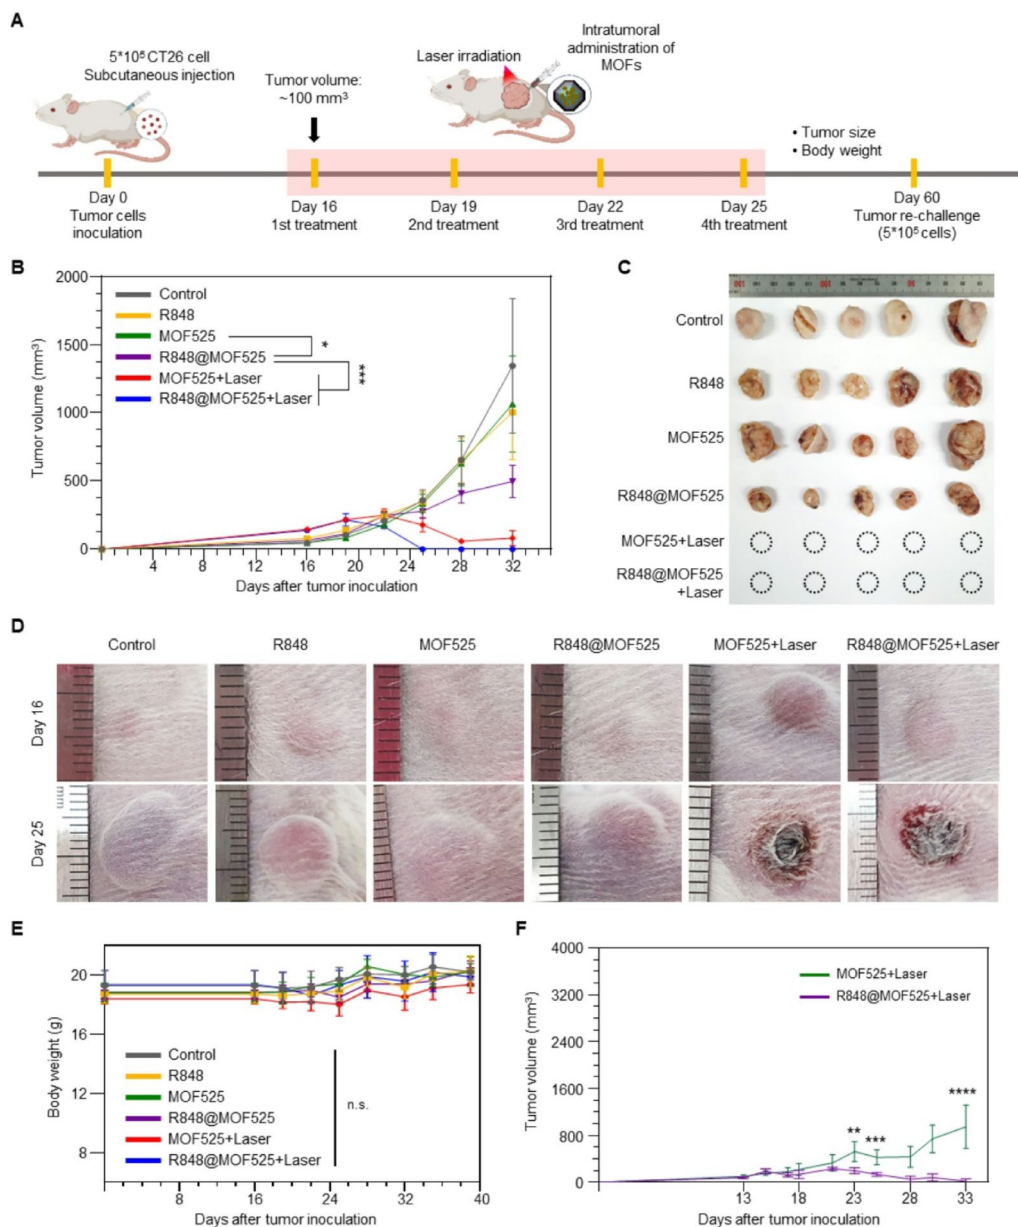 A
5*10⁵ CT26 cell
Subcutaneous injection
Tumor volume:
~100 mm³
Laser irradiation
Intratumoral
administration of
MOFs
• Tumor size
• Body weight
Day 0
Tumor cells
inoculation
Day 16
1st treatment
Day 19
2nd treatment
Day 22
3rd treatment
Day 25
4th treatment
Day 60
Tumor re-challenge
(5*10⁵ cells)
B
Tumor volume (mm³)
2000
1500
1000
500
0
4
8
12
16
20
24
28
32
Days after tumor inoculation
Control
R848
MOF525
R848@MOF525
MOF525+Laser
R848@MOF525+Laser
*
***
C
Control
R848
MOF525
R848@MOF525
MOF525+Laser
R848@MOF525
+Laser
D
Control
R848
MOF525
R848@MOF525
MOF525+Laser
R848@MOF525+Laser
Day 16
Day 25
E
Body weight (g)
20
16
12
8
0
8
16
24
32
40
Days after tumor inoculation
Control
R848
MOF525
R848@MOF525
MOF525+Laser
R848@MOF525+Laser
n.s.
F
Tumor volume (mm³)
4000
3200
2400
1600
800
0
13
18
23
28
33
Days after tumor inoculation
MOF525+Laser
R848@MOF525+Laser
**
***
****